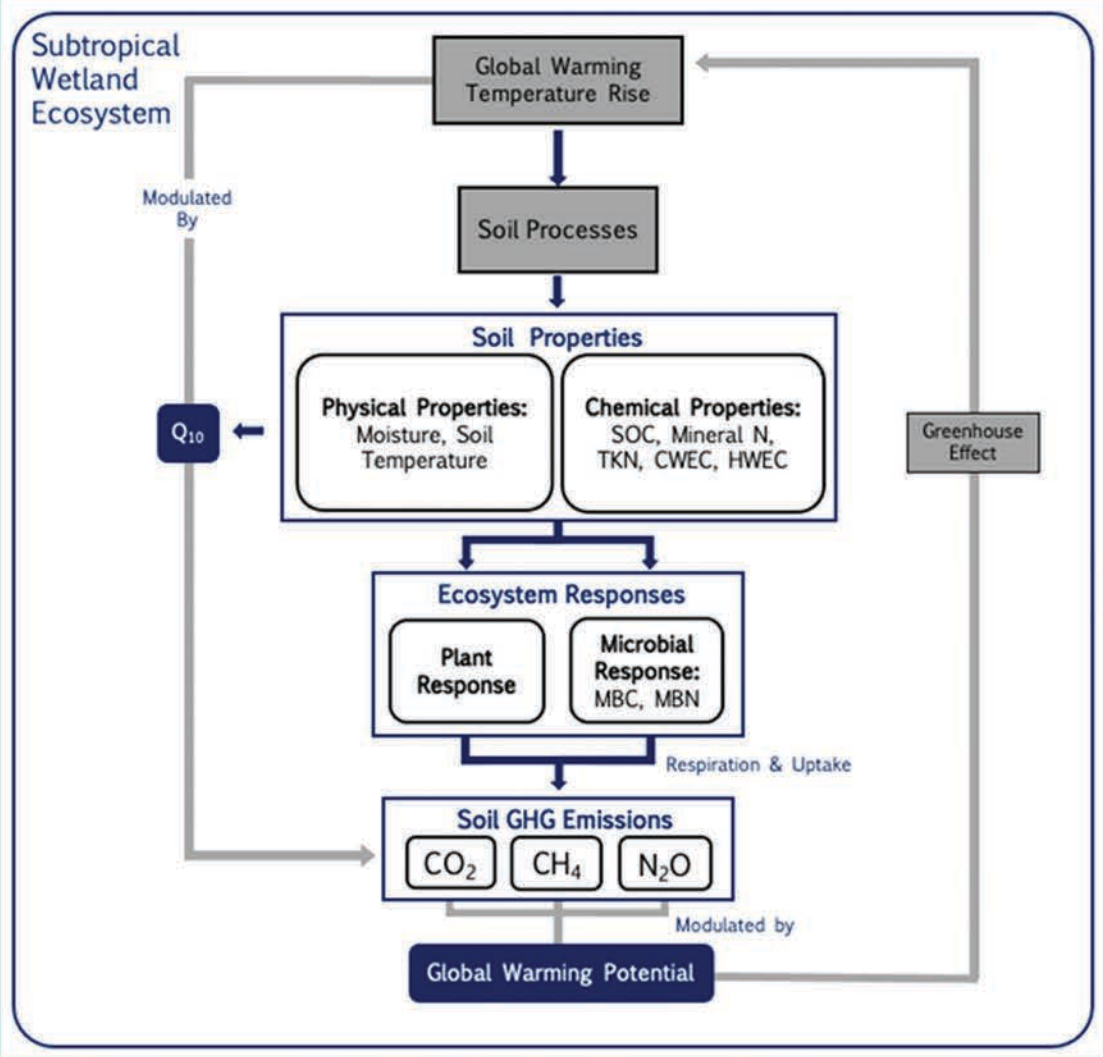 Subtropical
Wetland
Ecosystem
Global Warming
Temperature Rise
Modulated
By
Soil Processes
Soil Properties
Physical Properties:
Moisture, Soil
Temperature
Chemical Properties:
SOC, Mineral N,
TKN, CWEC, HWEC
Q₁₀
Greenhouse
Effect
Ecosystem Responses
Plant
Response
Microbial
Response:
MBC, MBN
Respiration & Uptake
Soil GHG Emissions
CO₂
CH₄
N₂O
Modulated by
Global Warming Potential